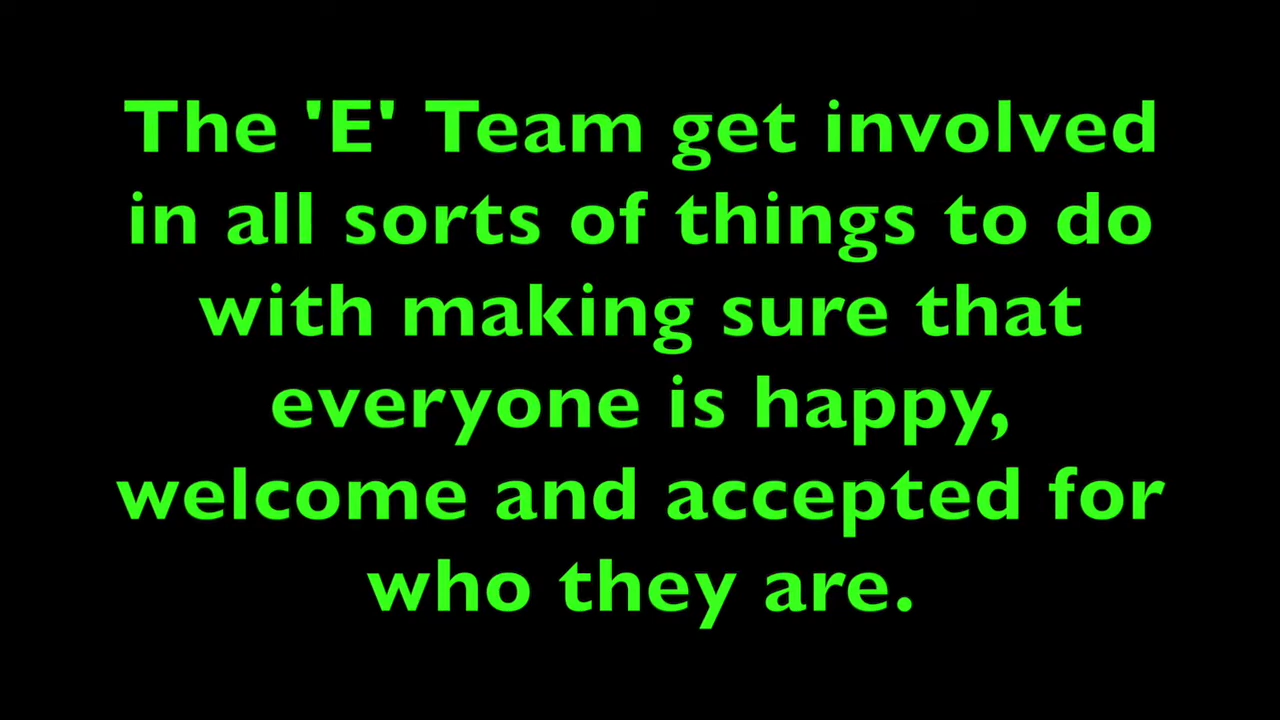 The 'E' Team get involved
in all sorts of things to do
with making sure that
everyone is happy,
welcome and accepted for
who they are.